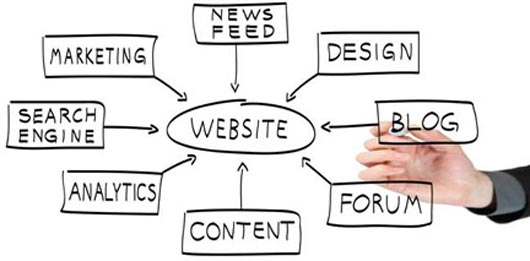 NEWS
FEED
MARKETING
DESIGN
SEARCH
ENGINE
WEBSITE
BLOG
ANALYTICS
CONTENT
FORUM